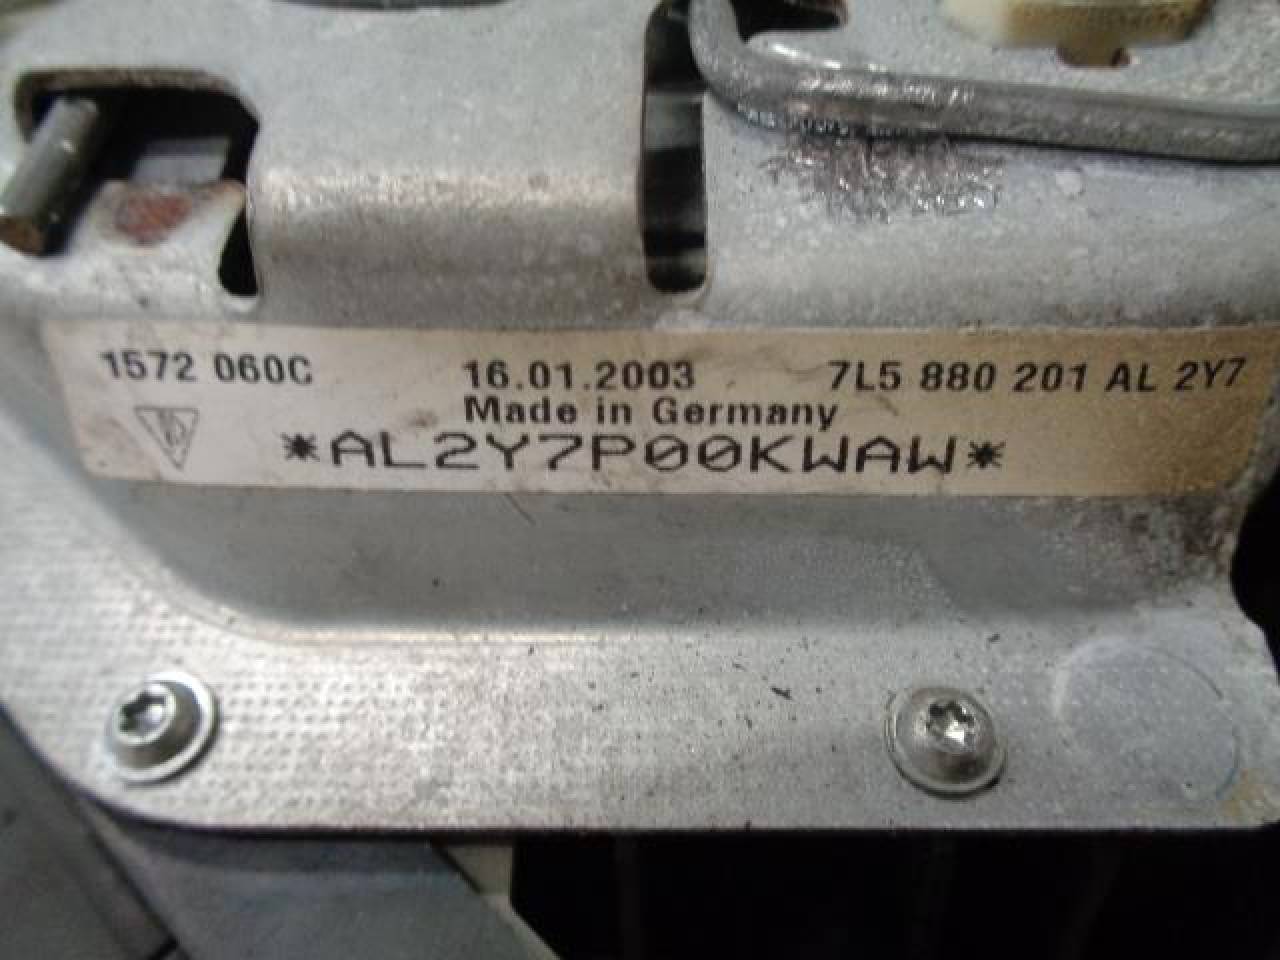 1572 060C 16.01.2003 7L5 880 201 AL 2Y7
Made in Germany
*AL2Y7P00KWAW*